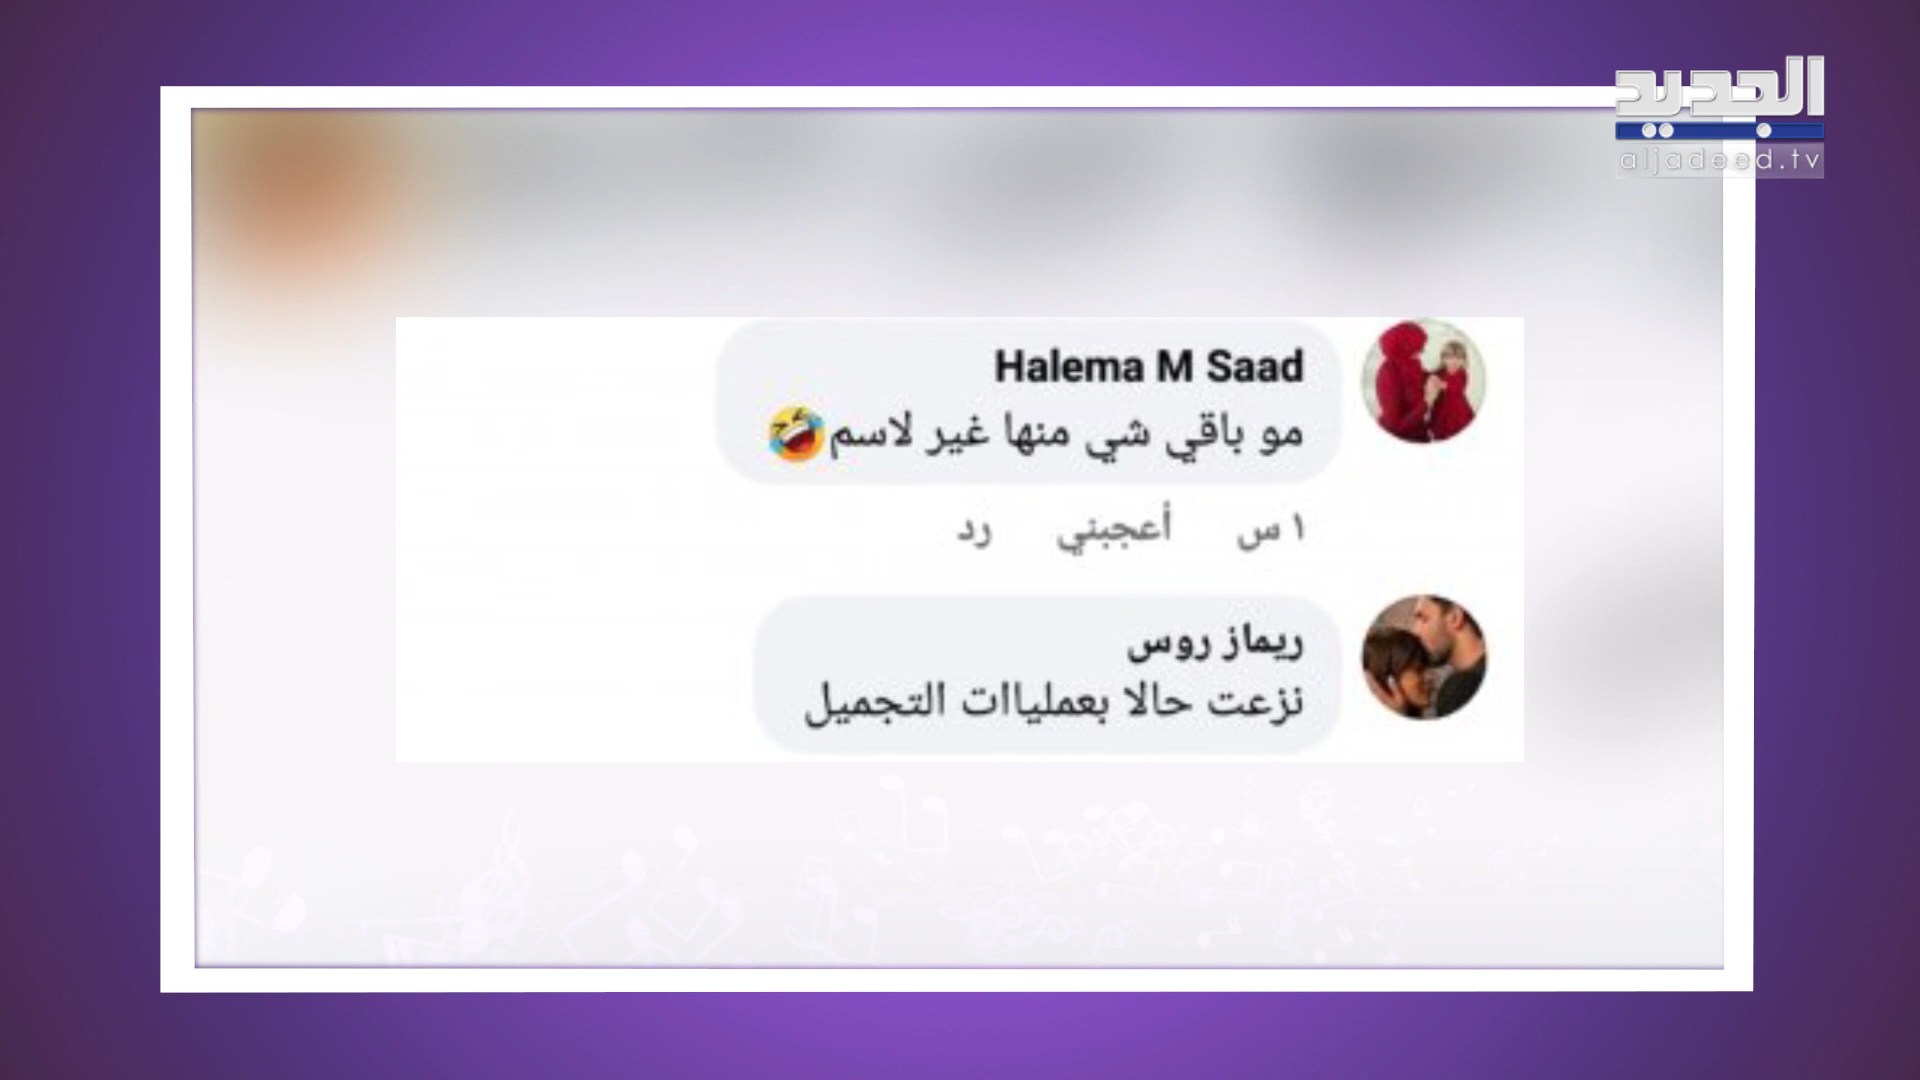 الجديد
aljadeed.tv
Halema M Saad
مو باقي شي منها غير لاسم🤣
١ س أعجبني رد
ريماز روس
نزعت حالا بعملياات التجميل